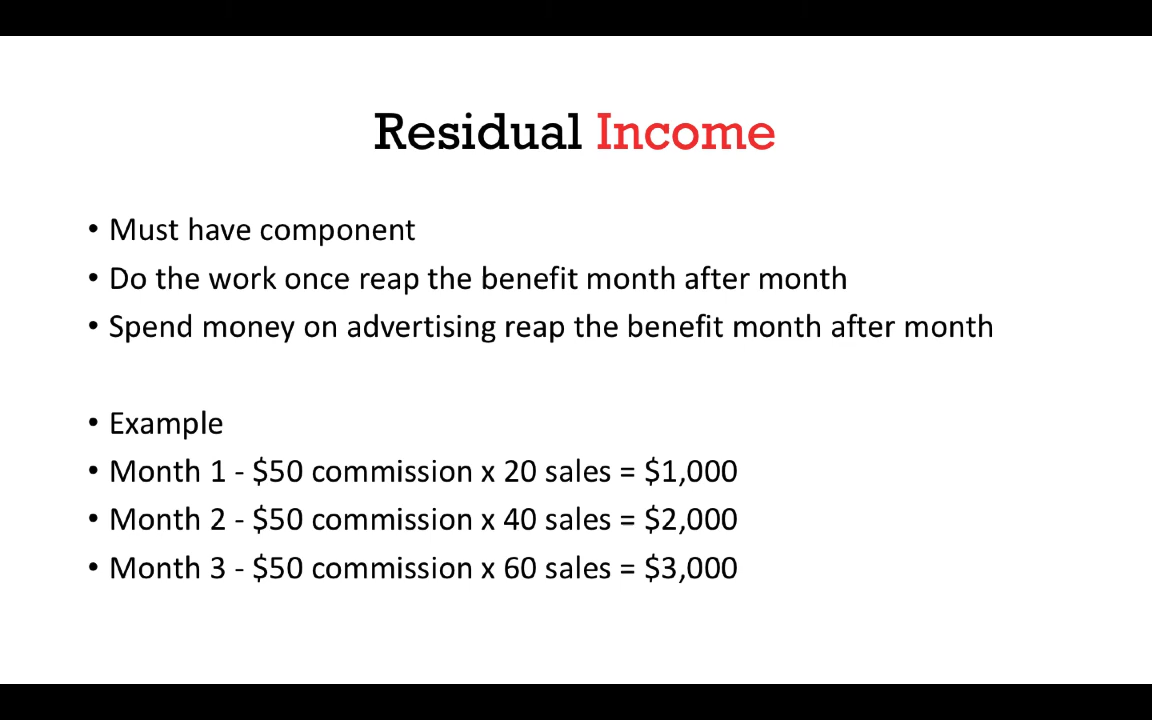 Residual Income
• Must have component
• Do the work once reap the benefit month after month
• Spend money on advertising reap the benefit month after month
• Example
• Month 1 - $50 commission x 20 sales = $1,000
• Month 2 - $50 commission x 40 sales = $2,000
• Month 3 - $50 commission x 60 sales = $3,000